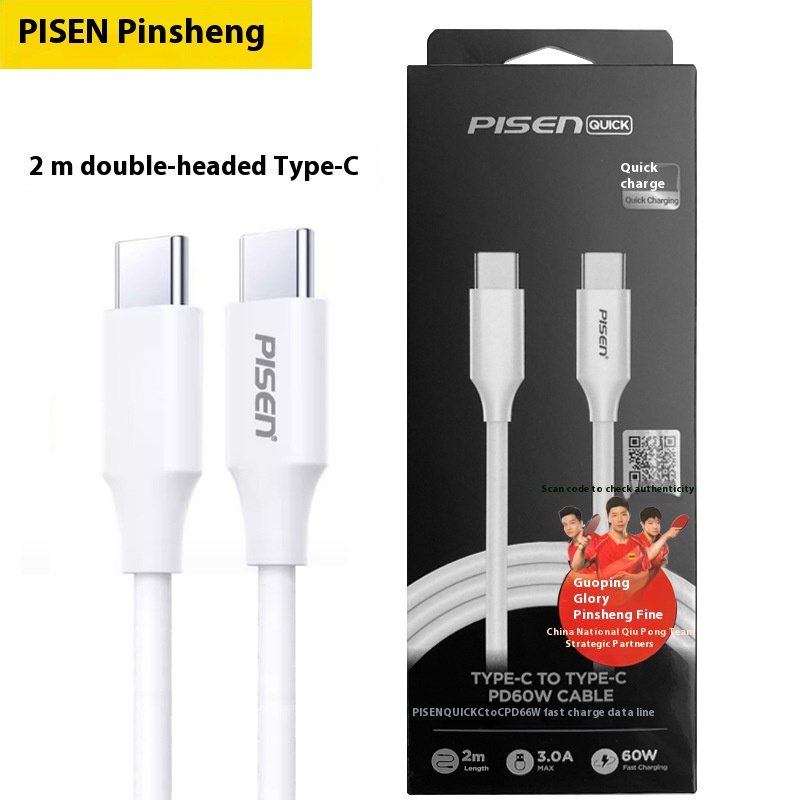 PISEN Pinsheng
2 m double-headed Type-C
PISEN
PISEN QUICK
Quick
charge
Quick Charging
PISEN
Scan code to check authenticity
Guoping
Glory
Pinsheng Fine
China National Qiu Pong Team
Strategic Partners
TYPE-C TO TYPE-C
PD60W CABLE
PISENQUICKCtoCPD66W fast charge data line
2m
Length
3.0A
MAX
60W
Fast Charging